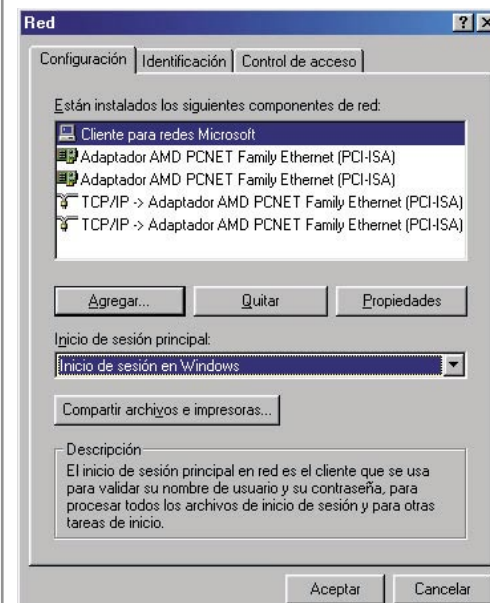 Red
Configuración Identificación Control de acceso
Están instalados los siguientes componentes de red:
Cliente para redes Microsoft
Adaptador AMD PCNET Family Ethernet (PCI-ISA)
Adaptador AMD PCNET Family Ethernet (PCI-ISA)
TCP/IP -> Adaptador AMD PCNET Family Ethernet (PCI-ISA)
TCP/IP -> Adaptador AMD PCNET Family Ethernet (PCI-ISA)
Agregar... Quitar Propiedades
Inicio de sesión principal:
Inicio de sesión en Windows
Compartir archivos e impresoras...
Descripción
El inicio de sesión principal en red es el cliente que se usa
para validar su nombre de usuario y su contraseña, para
procesar todos los archivos de inicio de sesión y para otras
tareas de inicio.
Aceptar Cancelar